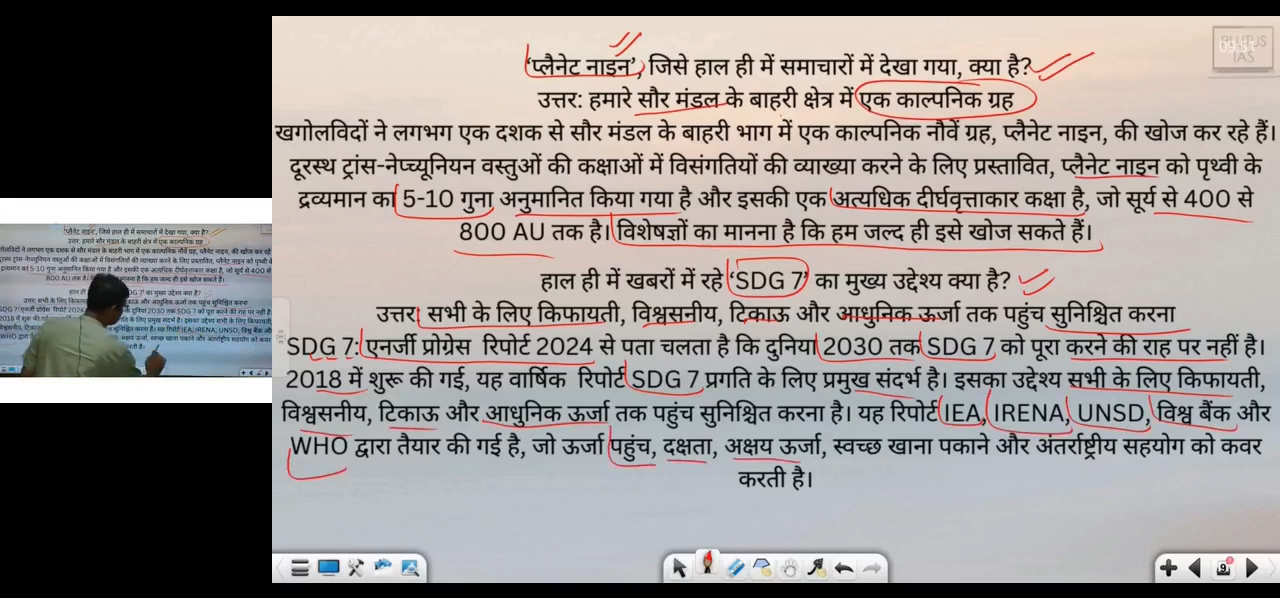 PLUTUS
IAS
09:51
'प्लैनेट नाइन', जिसे हाल ही में समाचारों में देखा गया, क्या है?
उत्तर: हमारे सौर मंडल के बाहरी क्षेत्र में एक काल्पनिक ग्रह
खगोलविदों ने लगभग एक दशक से सौर मंडल के बाहरी भाग में एक काल्पनिक नौवें ग्रह, प्लैनेट नाइन, की खोज कर रहे हैं।
दूरस्थ ट्रांस-नेप्च्यूनियन वस्तुओं की कक्षाओं में विसंगतियों की व्याख्या करने के लिए प्रस्तावित, प्लैनेट नाइन को पृथ्वी के
द्रव्यमान का 5-10 गुना अनुमानित किया गया है और इसकी एक अत्यधिक दीर्घवृत्ताकार कक्षा है, जो सूर्य से 400 से
800 AU तक है। विशेषज्ञों का मानना है कि हम जल्द ही इसे खोज सकते हैं।
हाल ही में खबरों में रहे 'SDG 7' का मुख्य उद्देश्य क्या है?
उत्तर: सभी के लिए किफायती, विश्वसनीय, टिकाऊ और आधुनिक ऊर्जा तक पहुंच सुनिश्चित करना
SDG 7: एनर्जी प्रोग्रेस रिपोर्ट 2024 से पता चलता है कि दुनिया 2030 तक SDG 7 को पूरा करने की राह पर नहीं है।
2018 में शुरू की गई, यह वार्षिक रिपोर्ट SDG 7 प्रगति के लिए प्रमुख संदर्भ है। इसका उद्देश्य सभी के लिए किफायती,
विश्वसनीय, टिकाऊ और आधुनिक ऊर्जा तक पहुंच सुनिश्चित करना है। यह रिपोर्ट IEA, IRENA, UNSD, विश्व बैंक और
WHO द्वारा तैयार की गई है, जो ऊर्जा पहुंच, दक्षता, अक्षय ऊर्जा, स्वच्छ खाना पकाने और अंतर्राष्ट्रीय सहयोग को कवर
करती है।
9